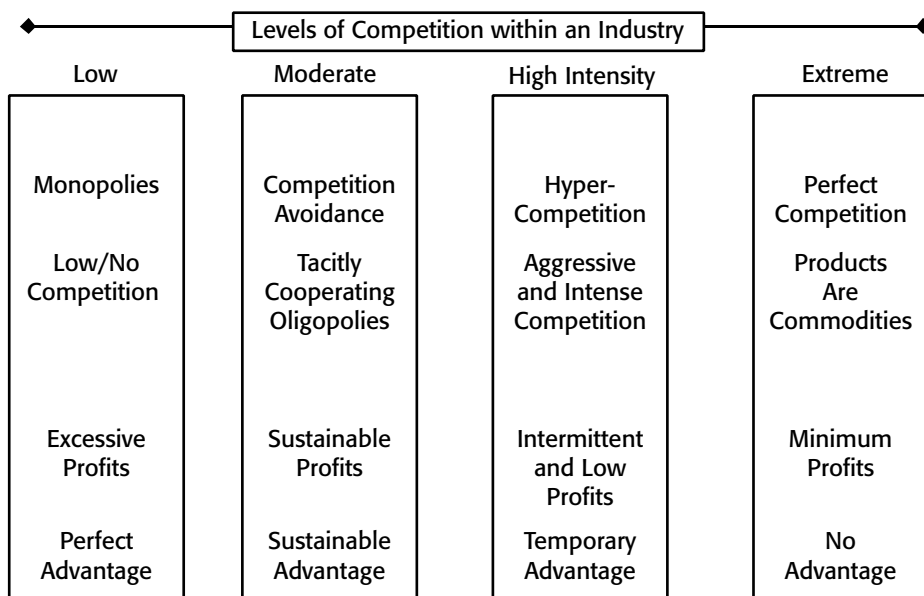 Levels of Competition within an Industry
Low
Moderate
High Intensity
Extreme
Monopolies
Low/No
Competition
Excessive
Profits
Perfect
Advantage
Competition
Avoidance
Tacitly
Cooperating
Oligopolies
Sustainable
Profits
Sustainable
Advantage
Hyper-
Competition
Aggressive
and Intense
Competition
Intermittent
and Low
Profits
Temporary
Advantage
Perfect
Competition
Products
Are
Commodities
Minimum
Profits
No
Advantage